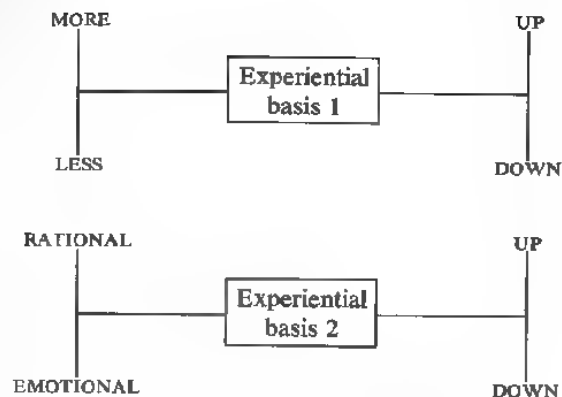 MORE
UP
Experiential
basis 1
LESS
DOWN
RATIONAL
UP
Experiential
basis 2
EMOTIONAL
DOWN